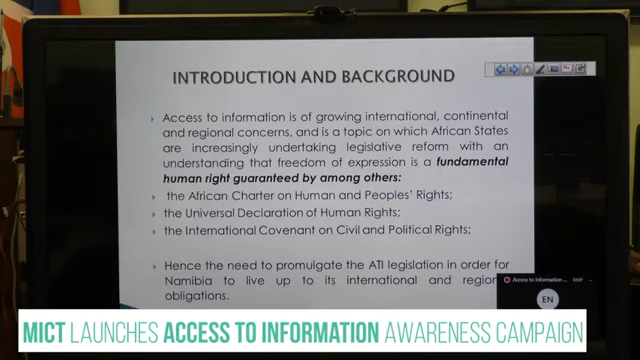 INTRODUCTION AND BACKGROUND
Access to information is of growing international, continental
and regional concerns, and is a topic on which African States
are increasingly undertaking legislative reform with an
understanding that freedom of expression is a fundamental
human right guaranteed by among others:
the African Charter on Human and Peoples' Rights;
the Universal Declaration of Human Rights;
the International Covenant on Civil and Political Rights;
Hence the need to promulgate the ATI legislation in order for
Namibia to live up to its international and regional
obligations.
Access to Information ...
EN
MICT LAUNCHES ACCESS TO INFORMATION AWARENESS CAMPAIGN